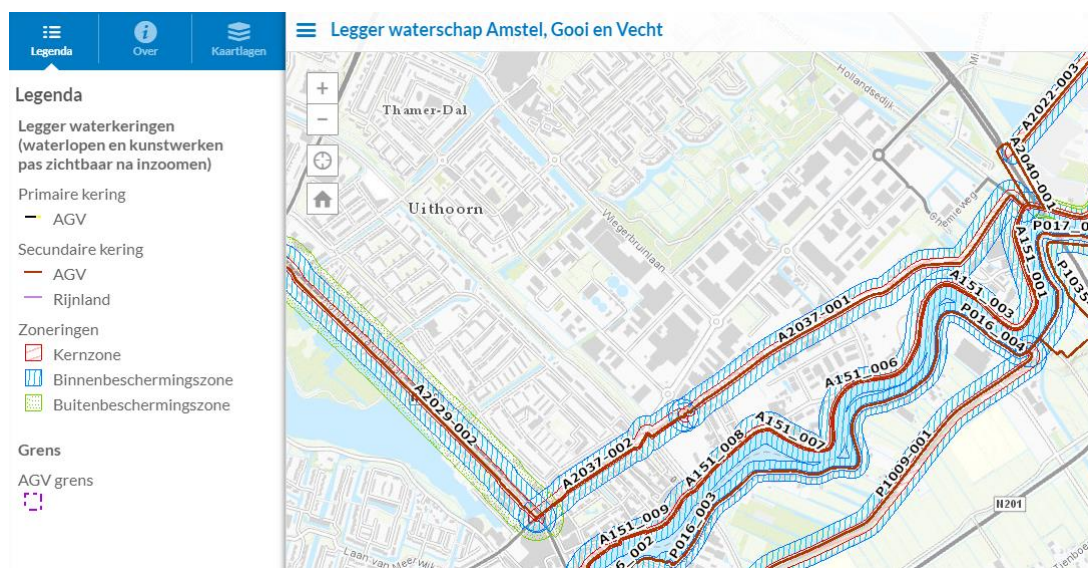 Legenda
Over
Kaartlagen
Legger waterschap Amstel, Gooi en Vecht
Legenda
Legger waterkeringen
(waterlopen en kunstwerken
pas zichtbaar na inzoomen)
Primaire kering
AGV
Secundaire kering
AGV
Rijnland
Zoneringen
Kernzone
Binnenbeschermingszone
Buitenbeschermingszone
Grens
AGV grens
+
−
Thamer-Dal
Uithoorn
Hollandsedijk
Wiegerbruinlaan
A2022-003
A2040-001
P017_0
A151_001
P1035
A151_003
P016_004
A2037-001
A151_006
A2029-002
A151_007
A151_008
A2037-002
P1009-001
N201
A151_009
P016_003
6_002